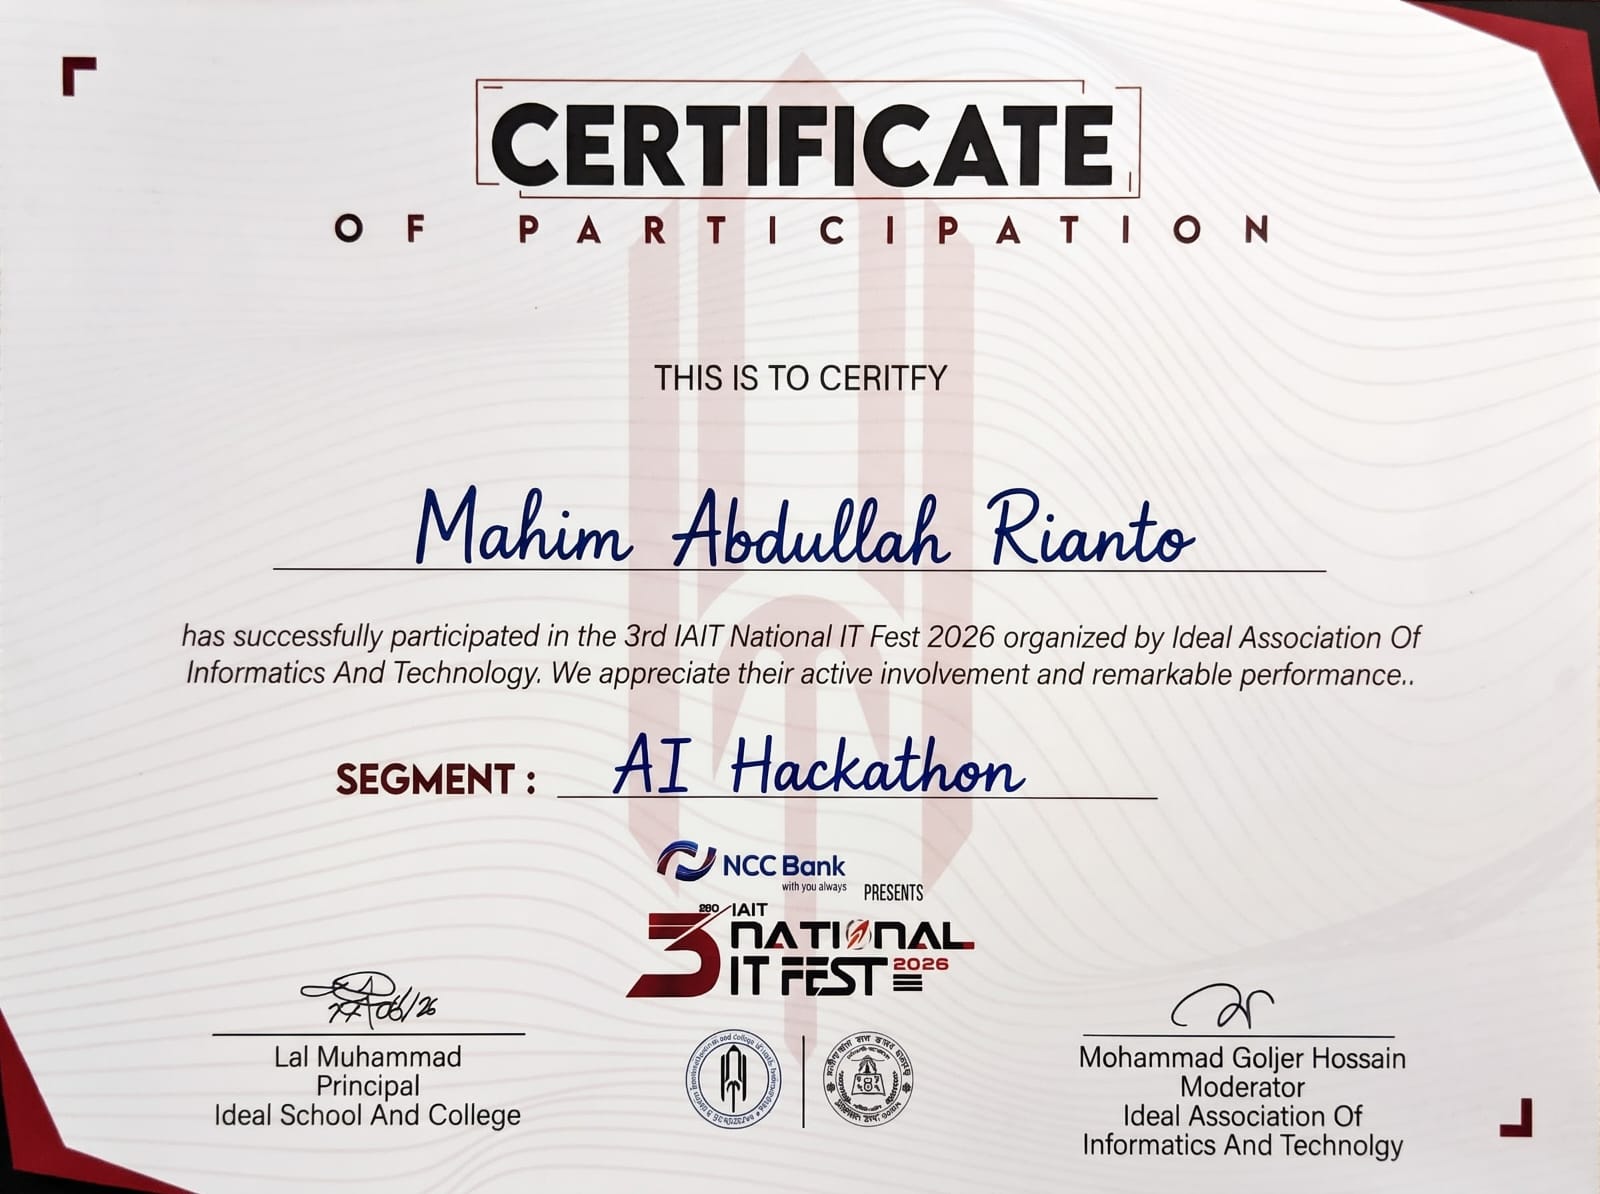 CERTIFICATE
OF PARTICIPATION
THIS IS TO CERITFY
Mahim Abdullah Rianto
has successfully participated in the 3rd IAIT National IT Fest 2026 organized by Ideal Association Of
Informatics And Technology. We appreciate their active involvement and remarkable performance..
SEGMENT : AI Hackathon
NCC Bank
with you always
PRESENTS
3 IAIT
NATIONAL
IT FEST 2026
Lal Muhammad
Principal
Ideal School And College
Mohammad Goljer Hossain
Moderator
Ideal Association Of
Informatics And Technolgy